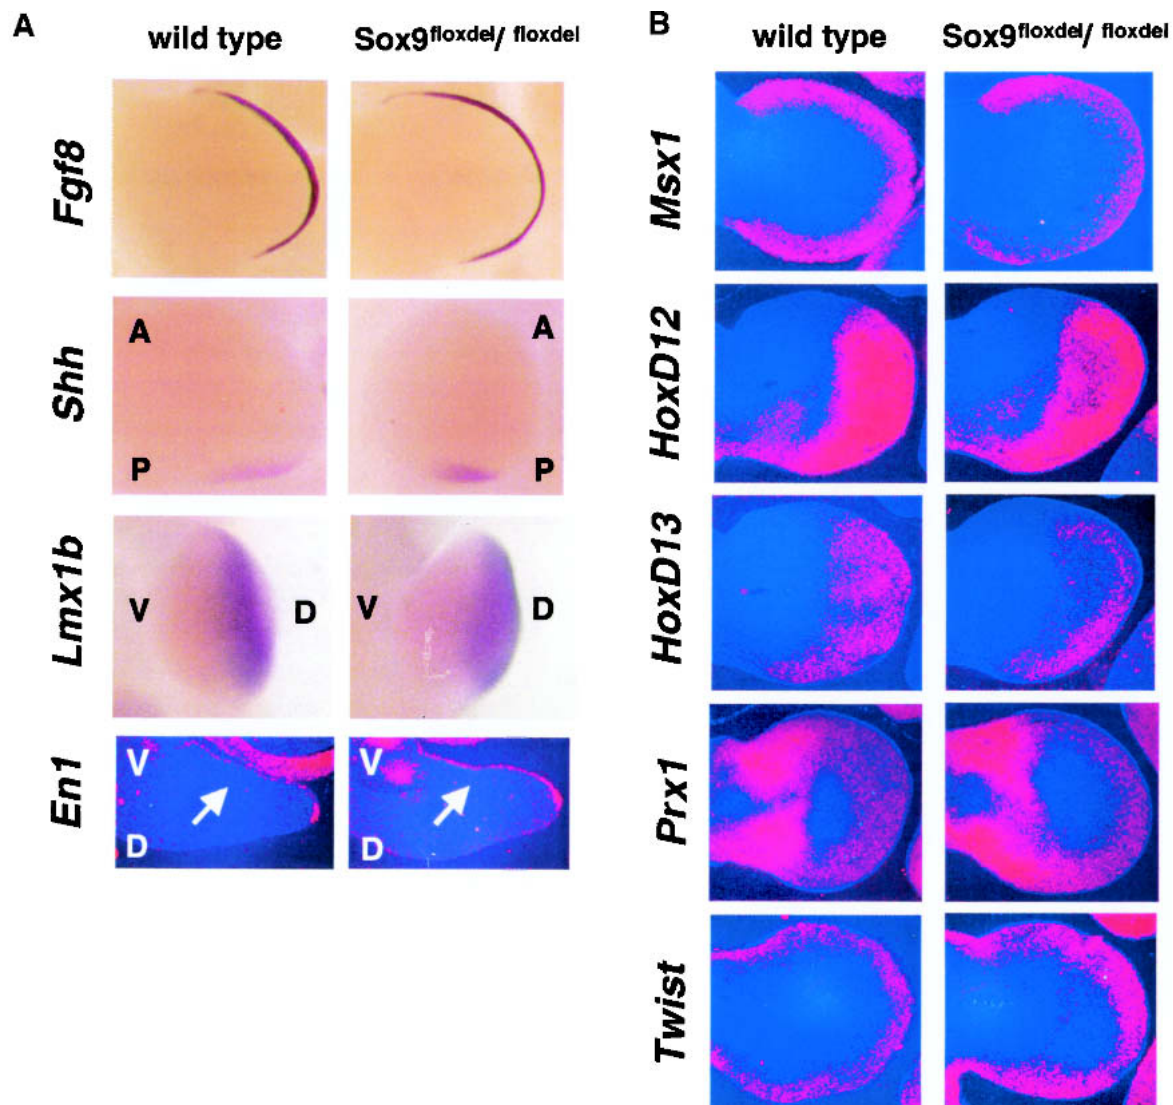 A
wild type Sox9floxdel/ floxdel
Fgf8
Shh
A A
P P
Lmx1b
V D V D
En1
V V
D D
B
wild type Sox9floxdel/ floxdel
Msx1
HoxD12
HoxD13
Prx1
Twist